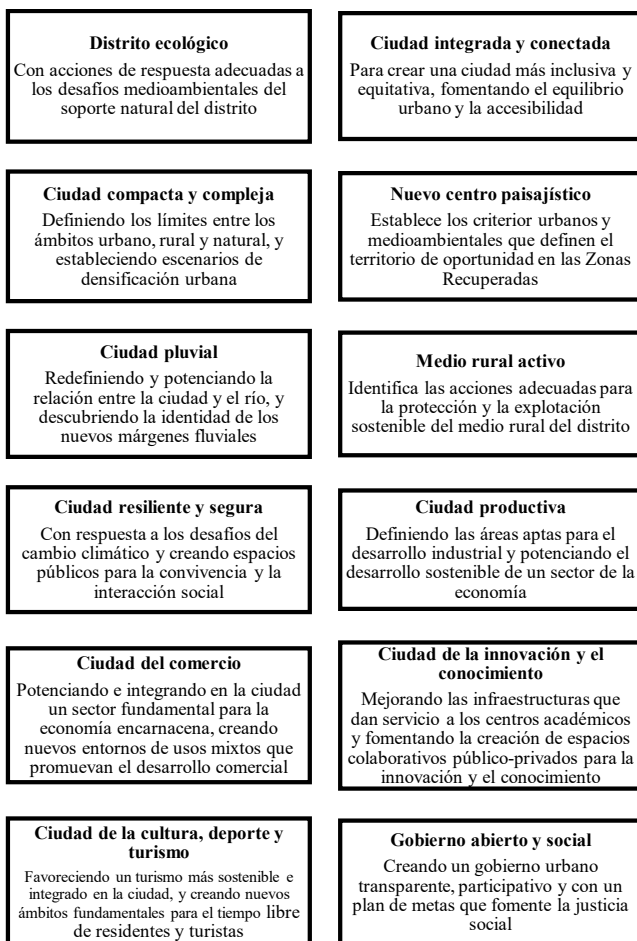 Distrito ecológico
Con acciones de respuesta adecuadas a
los desafíos medioambientales del
soporte natural del distrito
Ciudad integrada y conectada
Para crear una ciudad más inclusiva y
equitativa, fomentando el equilibrio
urbano y la accesibilidad
Ciudad compacta y compleja
Definiendo los límites entre los
ámbitos urbano, rural y natural, y
estableciendo escenarios de
densificación urbana
Nuevo centro paisajístico
Establece los criterior urbanos y
medioambientales que definen el
territorio de oportunidad en las Zonas
Recuperadas
Ciudad pluvial
Redefiniendo y potenciando la
relación entre la ciudad y el río, y
descubriendo la identidad de los
nuevos márgenes fluviales
Medio rural activo
Identifica las acciones adecuadas para
la protección y la explotación
sostenible del medio rural del distrito
Ciudad resiliente y segura
Con respuesta a los desafíos del
cambio climático y creando espacios
públicos para la convivencia y la
interacción social
Ciudad productiva
Definiendo las áreas aptas para el
desarrollo industrial y potenciando el
desarrollo sostenible de un sector de la
economía
Ciudad del comercio
Potenciando e integrando en la ciudad
un sector fundamental para la
economía encarnacena, creando
nuevos entornos de usos mixtos que
promuevan el desarrollo comercial
Ciudad de la innovación y el
conocimiento
Mejorando las infraestructuras que
dan servicio a los centros académicos
y fomentando la creación de espacios
colaborativos público-privados para la
innovación y el conocimiento
Ciudad de la cultura, deporte y
turismo
Favoreciendo un turismo más sostenible e
integrado en la ciudad, y creando nuevos
ámbitos fundamentales para el tiempo libre
de residentes y turistas
Gobierno abierto y social
Creando un gobierno urbano
transparente, participativo y con un
plan de metas que fomente la justicia
social